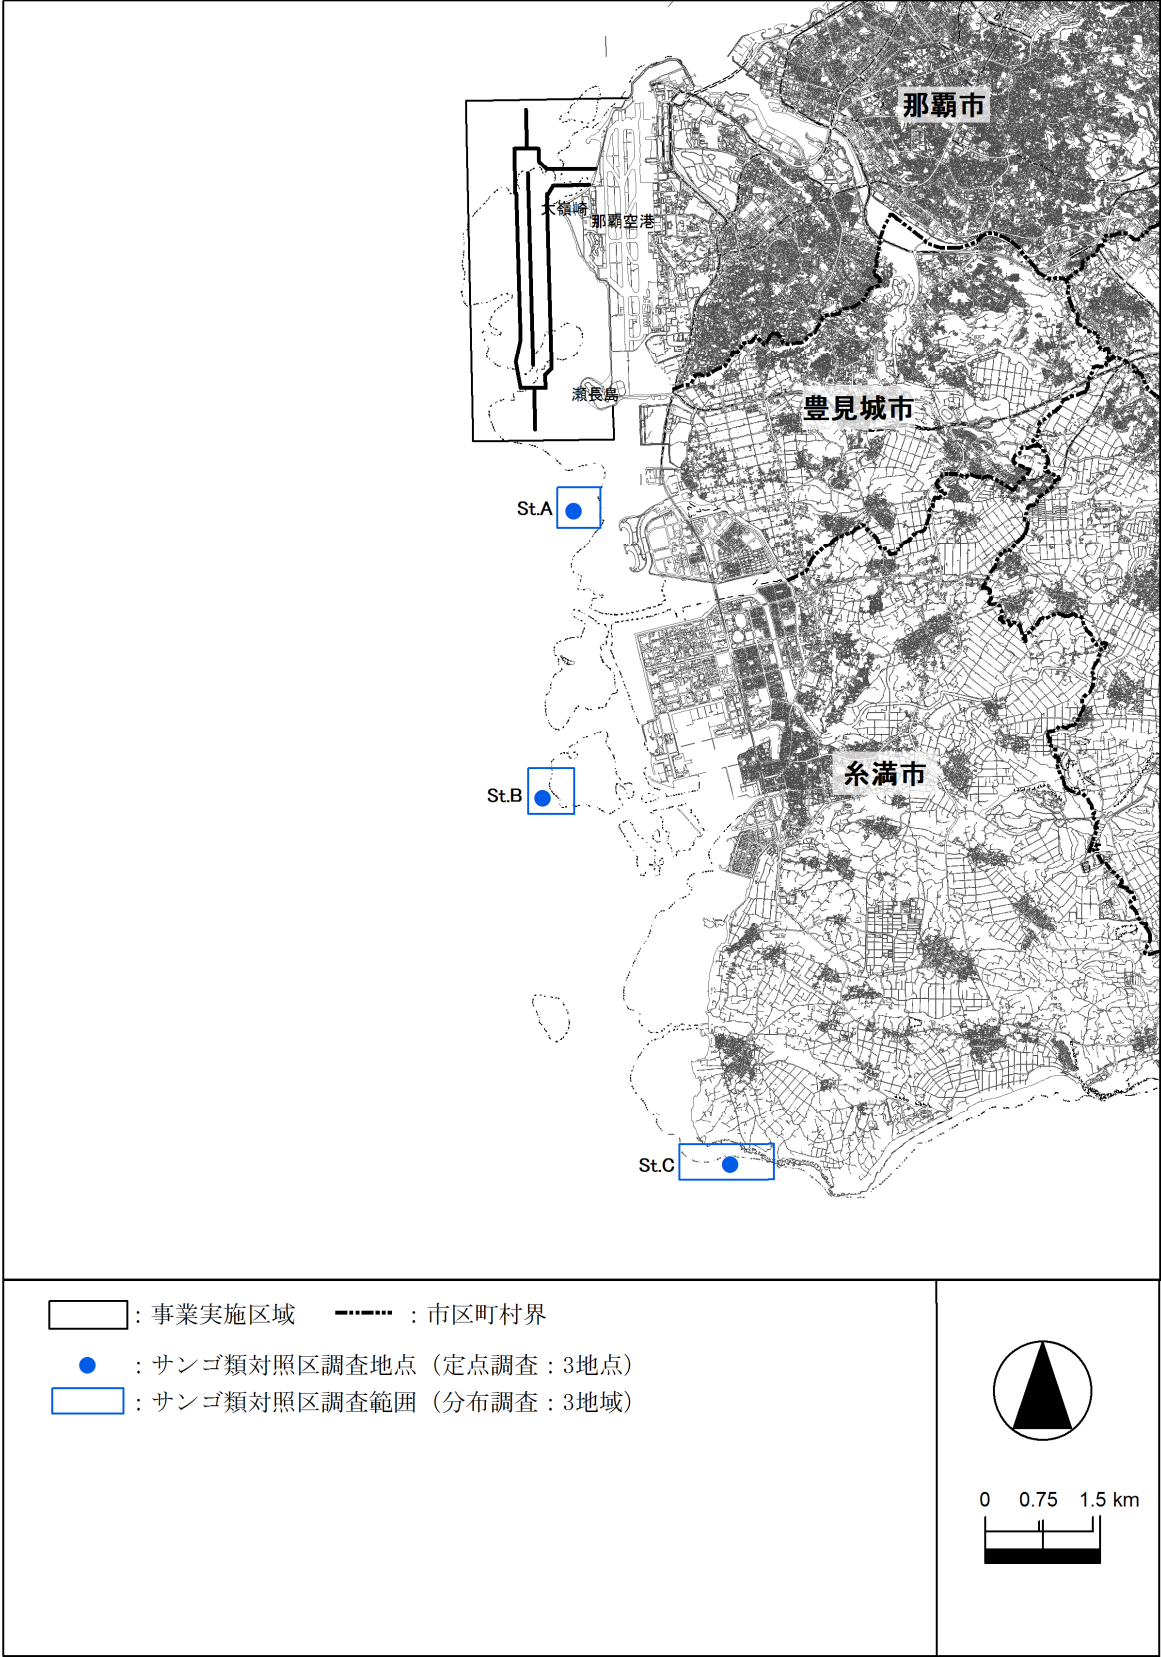 那覇市
大嶺崎
那覇空港
瀬長島
豊見城市
St.A
糸満市
St.B
St.C
：事業実施区域
：市区町村界
：サンゴ類対照区調査地点（定点調査：3地点）
：サンゴ類対照区調査範囲（分布調査：3地域）
0 0.75 1.5 km